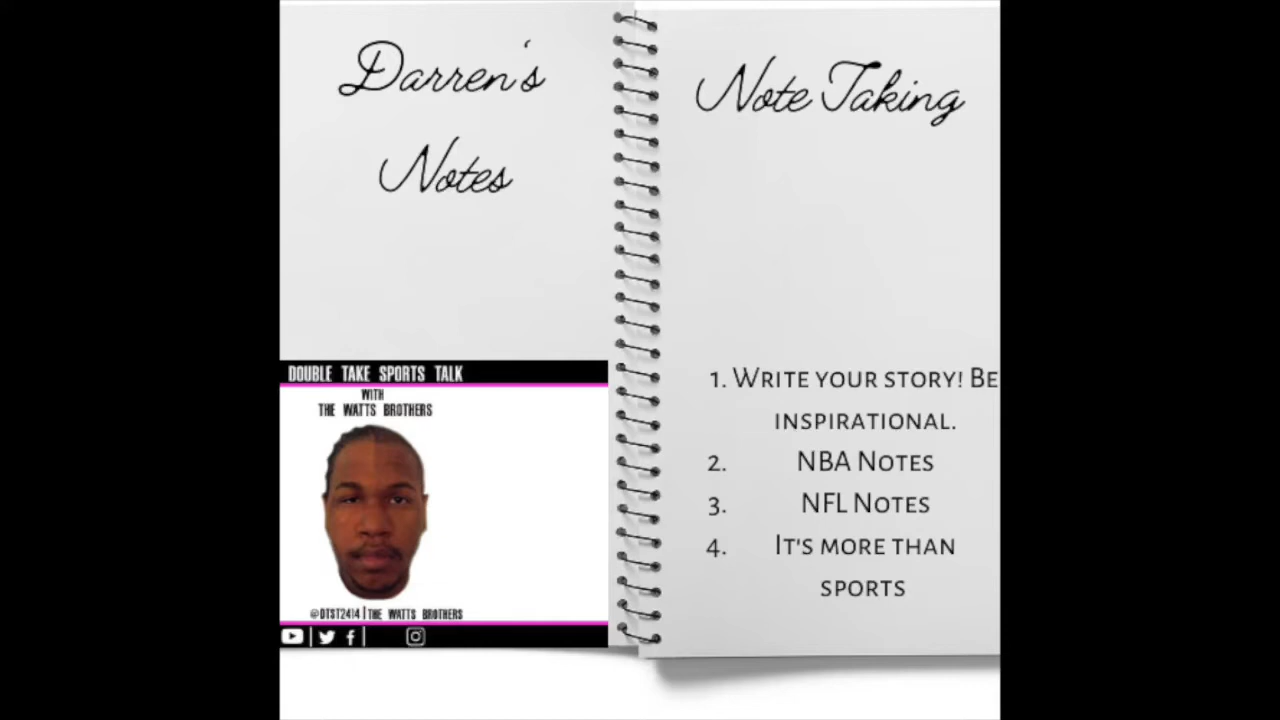 Darren's
Notes
DOUBLE TAKE SPORTS TALK
WITH
THE WATTS BROTHERS
@DTST2414|THE WATTS BROTHERS
Note Taking
1. WRITE YOUR STORY! BE
INSPIRATIONAL.
2. NBA NOTES
3. NFL NOTES
4. IT'S MORE THAN
SPORTS